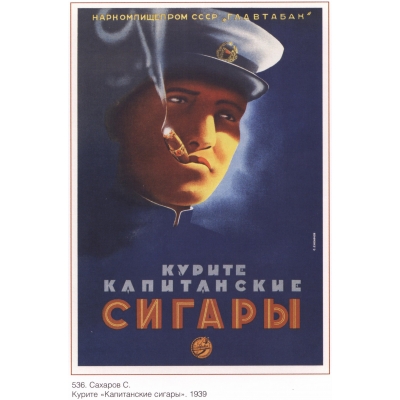 НАРКОМПИЩЕПРОМ СССР „ГЛАВТАБАК"
КУРИТЕ
КАПИТАНСКИЕ
СИГАРЫ
536. Сахаров С.
Курите «Капитанские сигары». 1939